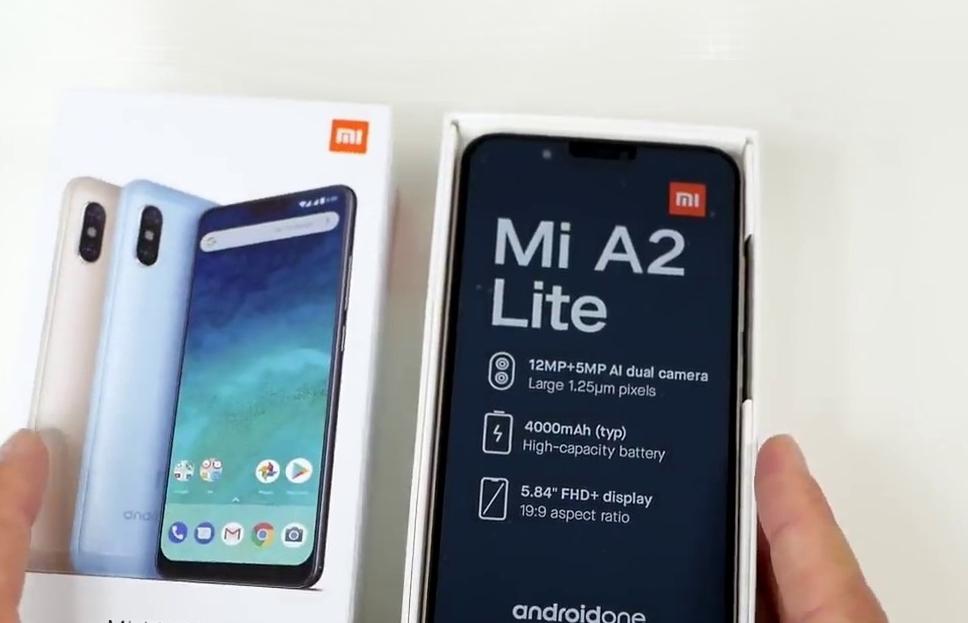 mi
mi
Mi A2
Lite
12MP+5MP AI dual camera
Large 1.25μm pixels
4000mAh (typ)
High-capacity battery
5.84" FHD+ display
19:9 aspect ratio
androidone